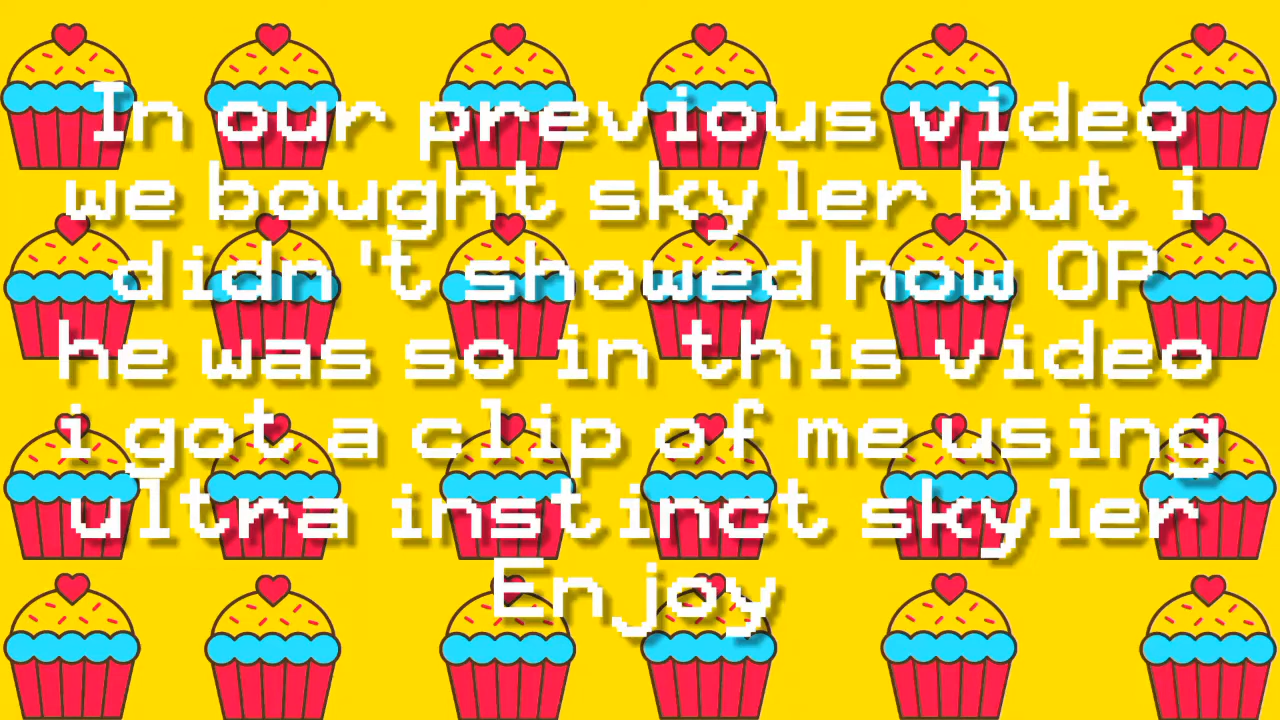 In our previous video
we bought skyler but i
didn't showed how OP
he was so in this video
i got a clip of me using
ultra instinct skyler
Enjoy